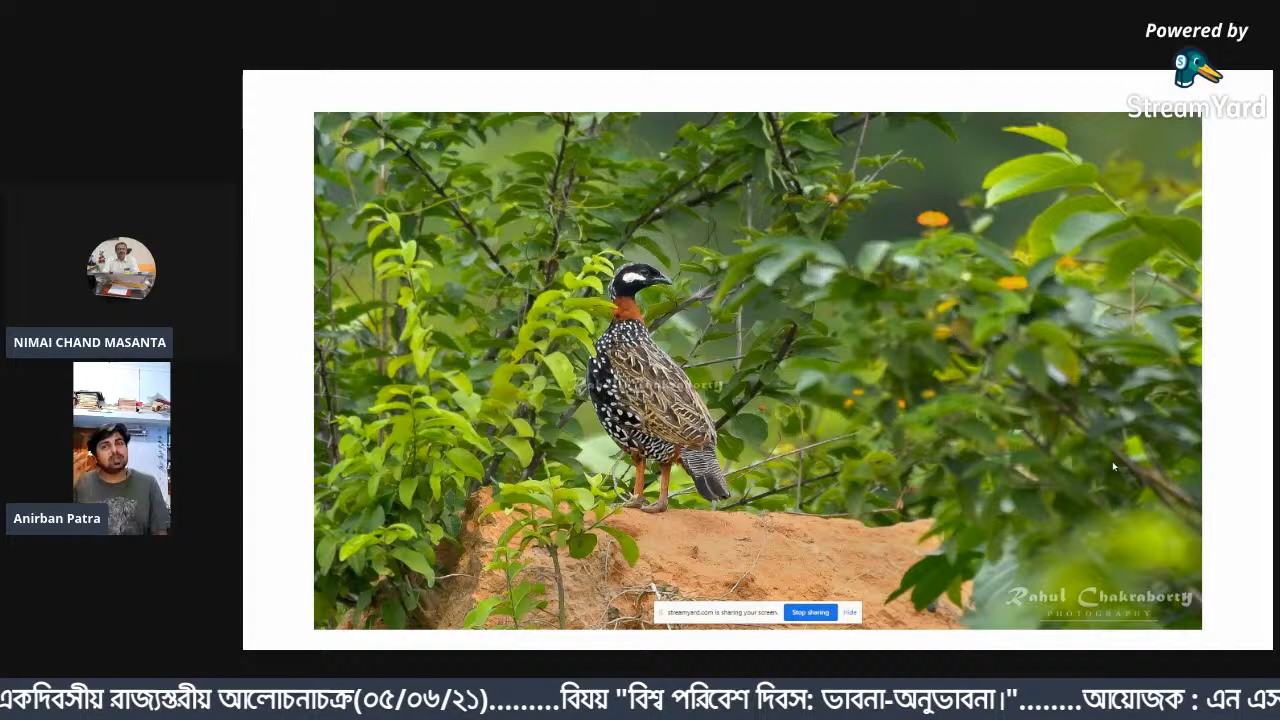 Powered by
StreamYard
NIMAI CHAND MASANTA
Rahul Chakraborty
Anirban Patra
streamyard.com is sharing your screen.
Stop sharing
Hide
Rahul Chakraborty
PHOTOGRAPHY
একদিবসীয় রাজ্যস্তরীয় আলোচনাচক্র(০৫/০৬/২১).........বিষয় "বিশ্ব পরিবেশ দিবস: ভাবনা-অনুভাবনা।"........আয়োজক : এন এস